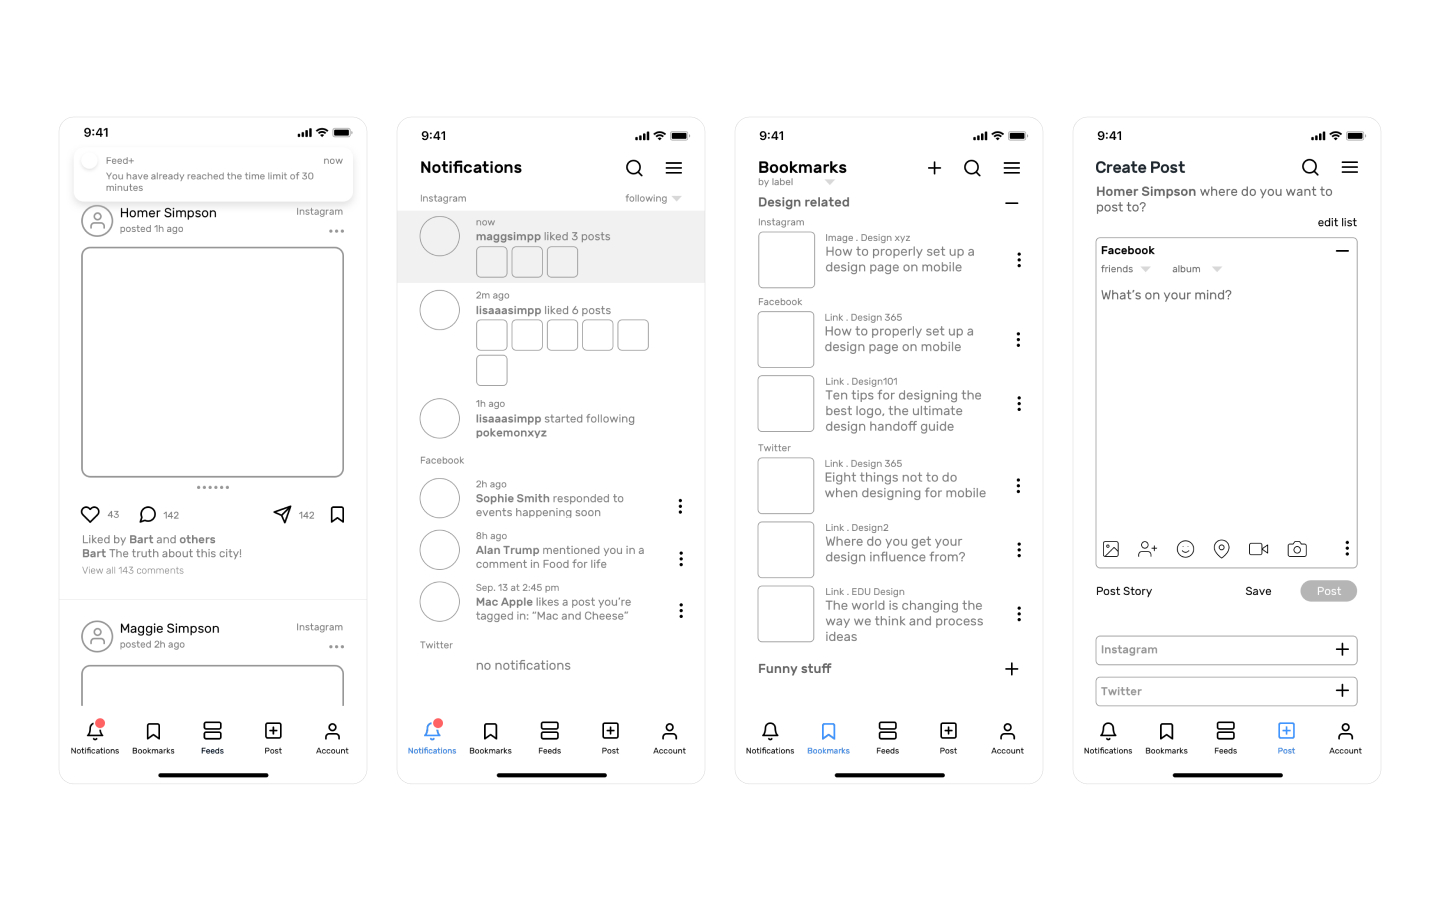 9:41
Feed+
now
You have already reached the time limit of 30
minutes
Homer Simpson
Instagram
posted 1h ago
43
142
142
Liked by Bart and others
Bart The truth about this city!
View all 143 comments
Maggie Simpson
Instagram
posted 2h ago
Notifications
Bookmarks
Feeds
Post
Account
9:41
Notifications
Instagram
following
now
maggsimpp liked 3 posts
2m ago
lisaaasimpp liked 6 posts
1h ago
lisaaasimpp started following
pokemonxyz
Facebook
2h ago
Sophie Smith responded to
events happening soon
8h ago
Alan Trump mentioned you in a
comment in Food for life
Sep. 13 at 2:45 pm
Mac Apple likes a post you're
tagged in: "Mac and Cheese"
Twitter
no notifications
Notifications
Bookmarks
Feeds
Post
Account
9:41
Bookmarks
by label
Design related
Instagram
Image . Design xyz
How to properly set up a
design page on mobile
Facebook
Link . Design 365
How to properly set up a
design page on mobile
Link . Design101
Ten tips for designing the
best logo, the ultimate
design handoff guide
Twitter
Link . Design 365
Eight things not to do
when designing for mobile
Link . Design2
Where do you get your
design influence from?
Link . EDU Design
The world is changing the
way we think and process
ideas
Funny stuff
Notifications
Bookmarks
Feeds
Post
Account
9:41
Create Post
Homer Simpson where do you want to
post to?
edit list
Facebook
friends
album
What's on your mind?
Post Story
Save
Post
Instagram
Twitter
Notifications
Bookmarks
Feeds
Post
Account